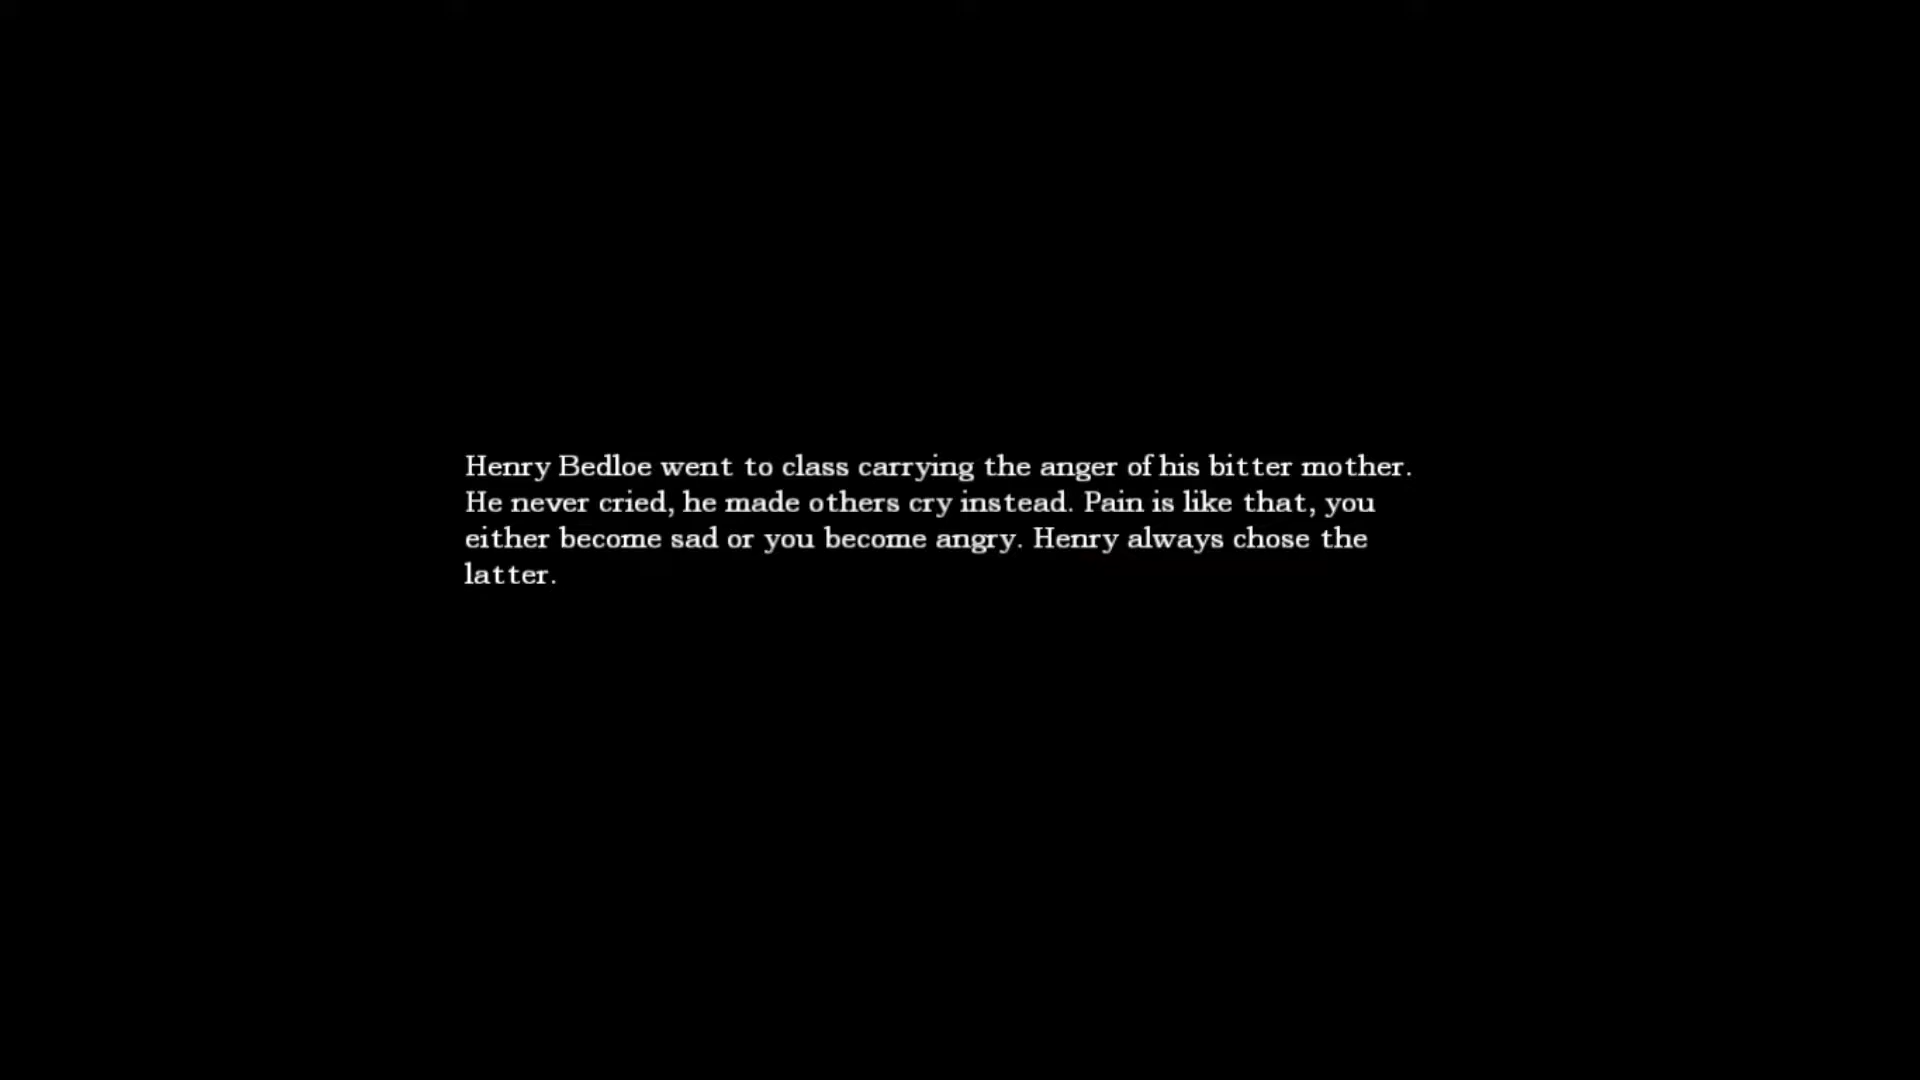 Henry Bedloe went to class carrying the anger of his bitter mother.
He never cried, he made others cry instead. Pain is like that, you
either become sad or you become angry. Henry always chose the
latter.